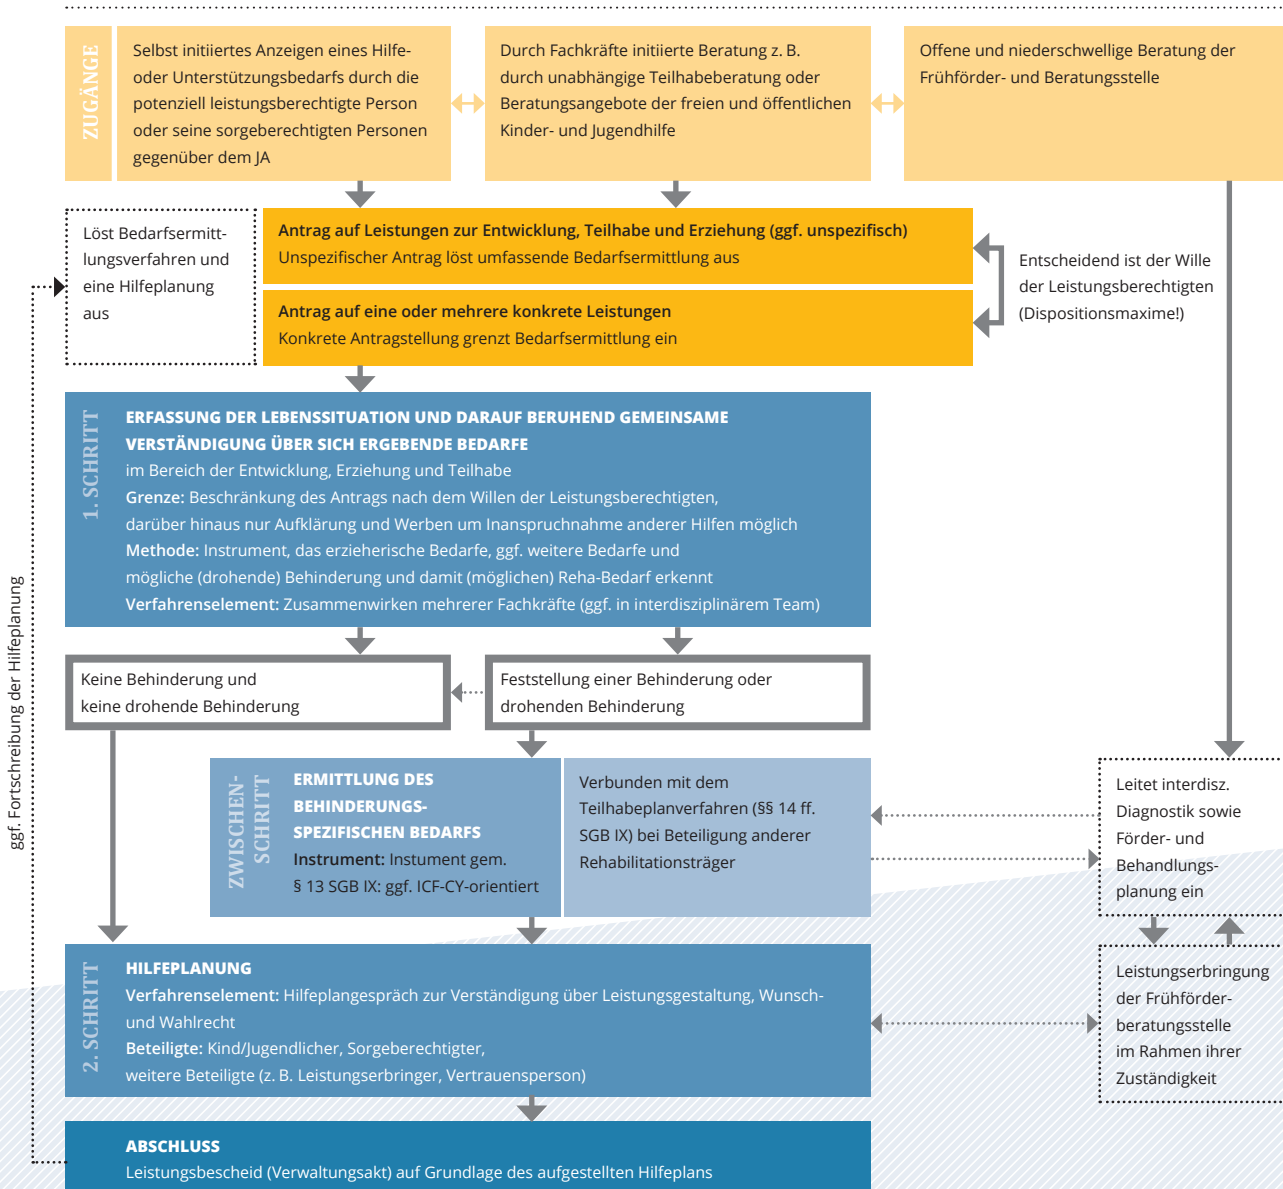 ZUGÄNGE
Selbst initiiertes Anzeigen eines Hilfe-
oder Unterstützungsbedarfs durch die
potenziell leistungsberechtigte Person
oder seine sorgeberechtigten Personen
gegenüber dem JA
Durch Fachkräfte initiierte Beratung z. B.
durch unabhängige Teilhabeberatung oder
Beratungsangebote der freien und öffentlichen
Kinder- und Jugendhilfe
Offene und niederschwellige Beratung der
Frühförder- und Beratungsstelle
Löst Bedarfsermitt-
lungsverfahren und
eine Hilfeplanung
aus
Antrag auf Leistungen zur Entwicklung, Teilhabe und Erziehung (ggf. unspezifisch)
Unspezifischer Antrag löst umfassende Bedarfsermittlung aus
Antrag auf eine oder mehrere konkrete Leistungen
Konkrete Antragstellung grenzt Bedarfsermittlung ein
Entscheidend ist der Wille
der Leistungsberechtigten
(Dispositionsmaxime!)
1. SCHRITT
ERFASSUNG DER LEBENSSITUATION UND DARAUF BERUHEND GEMEINSAME
VERSTÄNDIGUNG ÜBER SICH ERGEBENDE BEDARFE
im Bereich der Entwicklung, Erziehung und Teilhabe
Grenze: Beschränkung des Antrags nach dem Willen der Leistungsberechtigten,
darüber hinaus nur Aufklärung und Werben um Inanspruchnahme anderer Hilfen möglich
Methode: Instrument, das erzieherische Bedarfe, ggf. weitere Bedarfe und
mögliche (drohende) Behinderung und damit (möglichen) Reha-Bedarf erkennt
Verfahrenselement: Zusammenwirken mehrerer Fachkräfte (ggf. in interdisziplinärem Team)
ggf. Fortschreibung der Hilfeplanung
Keine Behinderung und
keine drohende Behinderung
Feststellung einer Behinderung oder
drohenden Behinderung
ZWISCHEN-
SCHRITT
ERMITTLUNG DES
BEHINDERUNGS-
SPEZIFISCHEN BEDARFS
Instrument: Instument gem.
§ 13 SGB IX: ggf. ICF-CY-orientiert
Verbunden mit dem
Teilhabeplanverfahren (§§ 14 ff.
SGB IX) bei Beteiligung anderer
Rehabilitationsträger
Leitet interdisz.
Diagnostik sowie
Förder- und
Behandlungs-
planung ein
2. SCHRITT
HILFEPLANUNG
Verfahrenselement: Hilfeplangespräch zur Verständigung über Leistungsgestaltung, Wunsch-
und Wahlrecht
Beteiligte: Kind/Jugendlicher, Sorgeberechtigter,
weitere Beteiligte (z. B. Leistungserbringer, Vertrauensperson)
Leistungserbringung
der Frühförder-
beratungsstelle
im Rahmen ihrer
Zuständigkeit
ABSCHLUSS
Leistungsbescheid (Verwaltungsakt) auf Grundlage des aufgestellten Hilfeplans